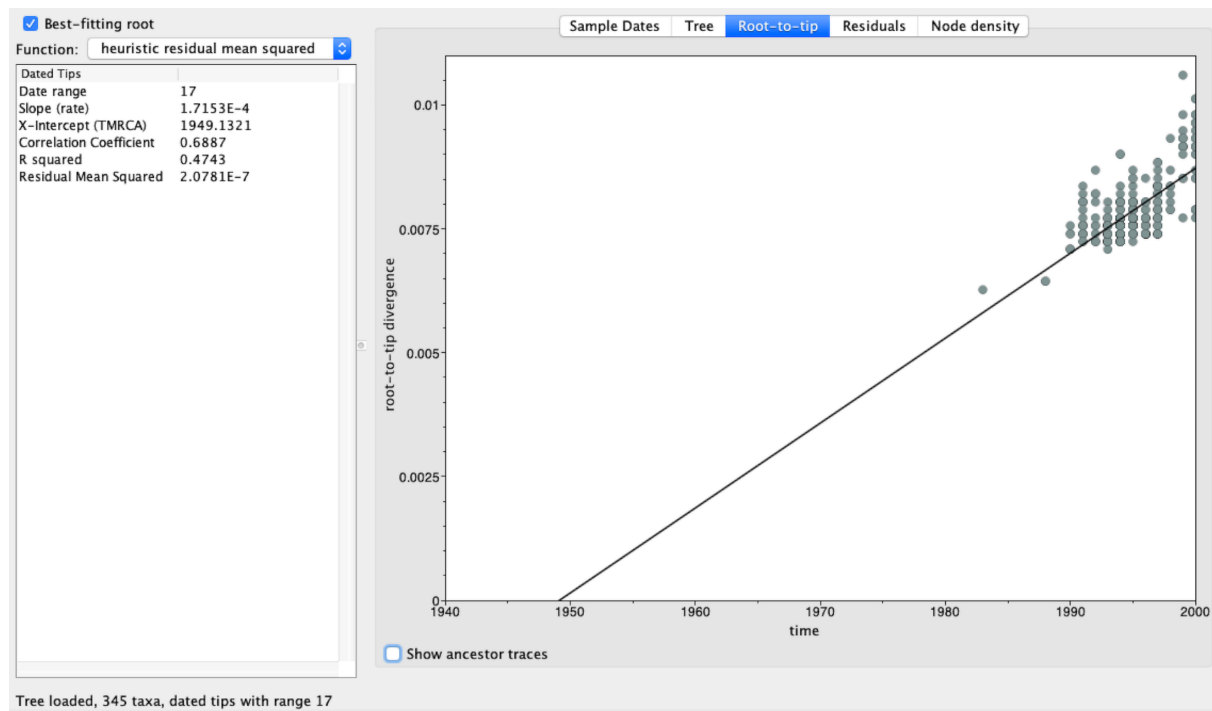 Best-fitting root
Function: heuristic residual mean squared
Dated Tips
Date range 17
Slope (rate) 1.7153E-4
X-Intercept (TMRCA) 1949.1321
Correlation Coefficient 0.6887
R squared 0.4743
Residual Mean Squared 2.0781E-7
Sample Dates Tree Root-to-tip Residuals Node density
0.01
0.0075
0.005
0.0025
0
root-to-tip divergence
1940 1950 1960 1970 1980 1990 2000
time
Show ancestor traces
Tree loaded, 345 taxa, dated tips with range 17